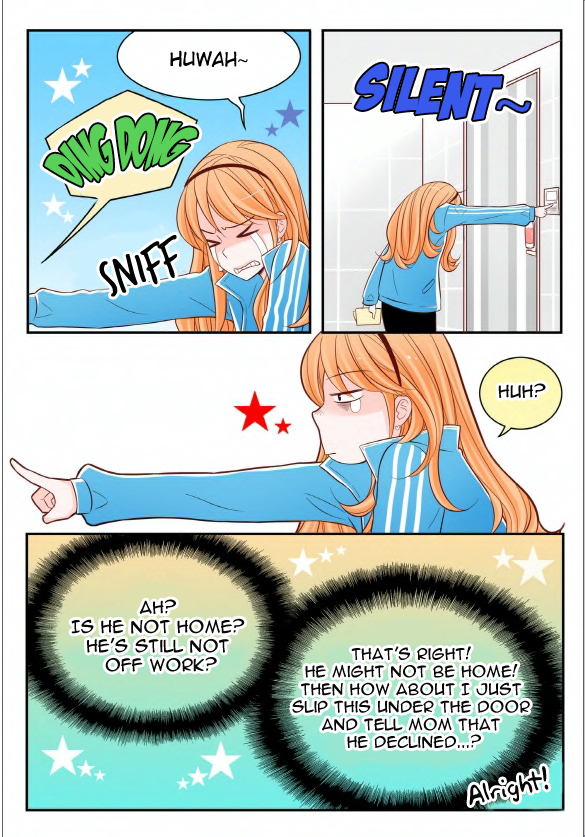 HUWAH~
DING DONG
SNIFF
SILENT~
HUH?
AH?
IS HE NOT HOME?
HE'S STILL NOT
OFF WORK?
THAT'S RIGHT!
HE MIGHT NOT BE HOME!
THEN HOW ABOUT I JUST
SLIP THIS UNDER THE DOOR
AND TELL MOM THAT
HE DECLINED...?
Alright!